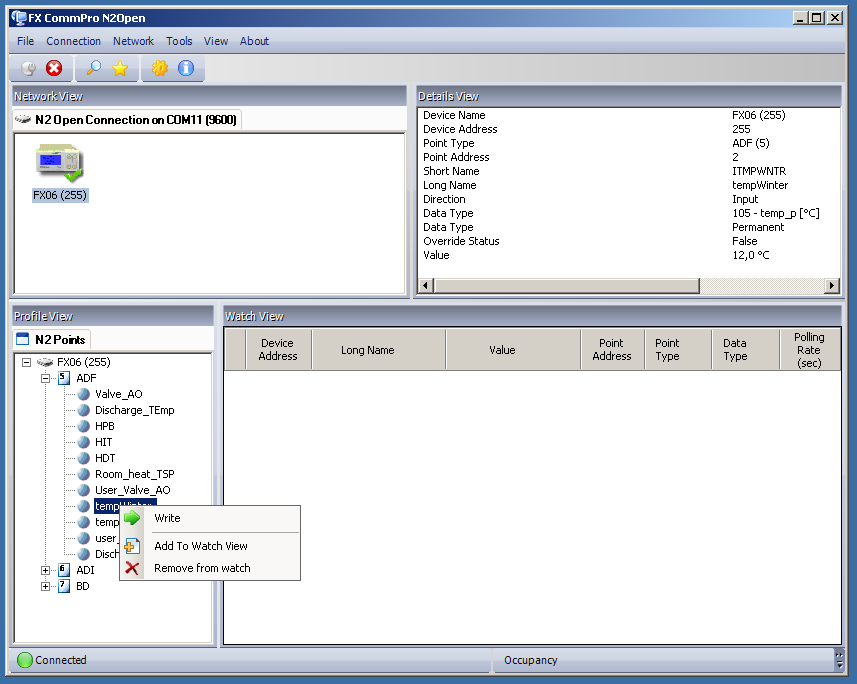 FX CommPro N2Open
File Connection Network Tools View About
Network View
N2 Open Connection on COM11 (9600)
FX06 (255)
Details View
Device Name FX06 (255)
Device Address 255
Point Type ADF (5)
Point Address 2
Short Name ITMPWNTR
Long Name tempWinter
Direction Input
Data Type 105 - temp_p [°C]
Data Type Permanent
Override Status False
Value 12,0 °C
Profile View
N2 Points
FX06 (255)
5 ADF
Valve_AO
Discharge_TEmp
HPB
HIT
HDT
Room_heat_TSP
User_Valve_AO
tempWinter
temp
user_
Disch
6 ADI
7 BD
Write
Add To Watch View
Remove from watch
Watch View
Device Address
Long Name
Value
Point Address
Point Type
Data Type
Polling Rate (sec)
Connected
Occupancy